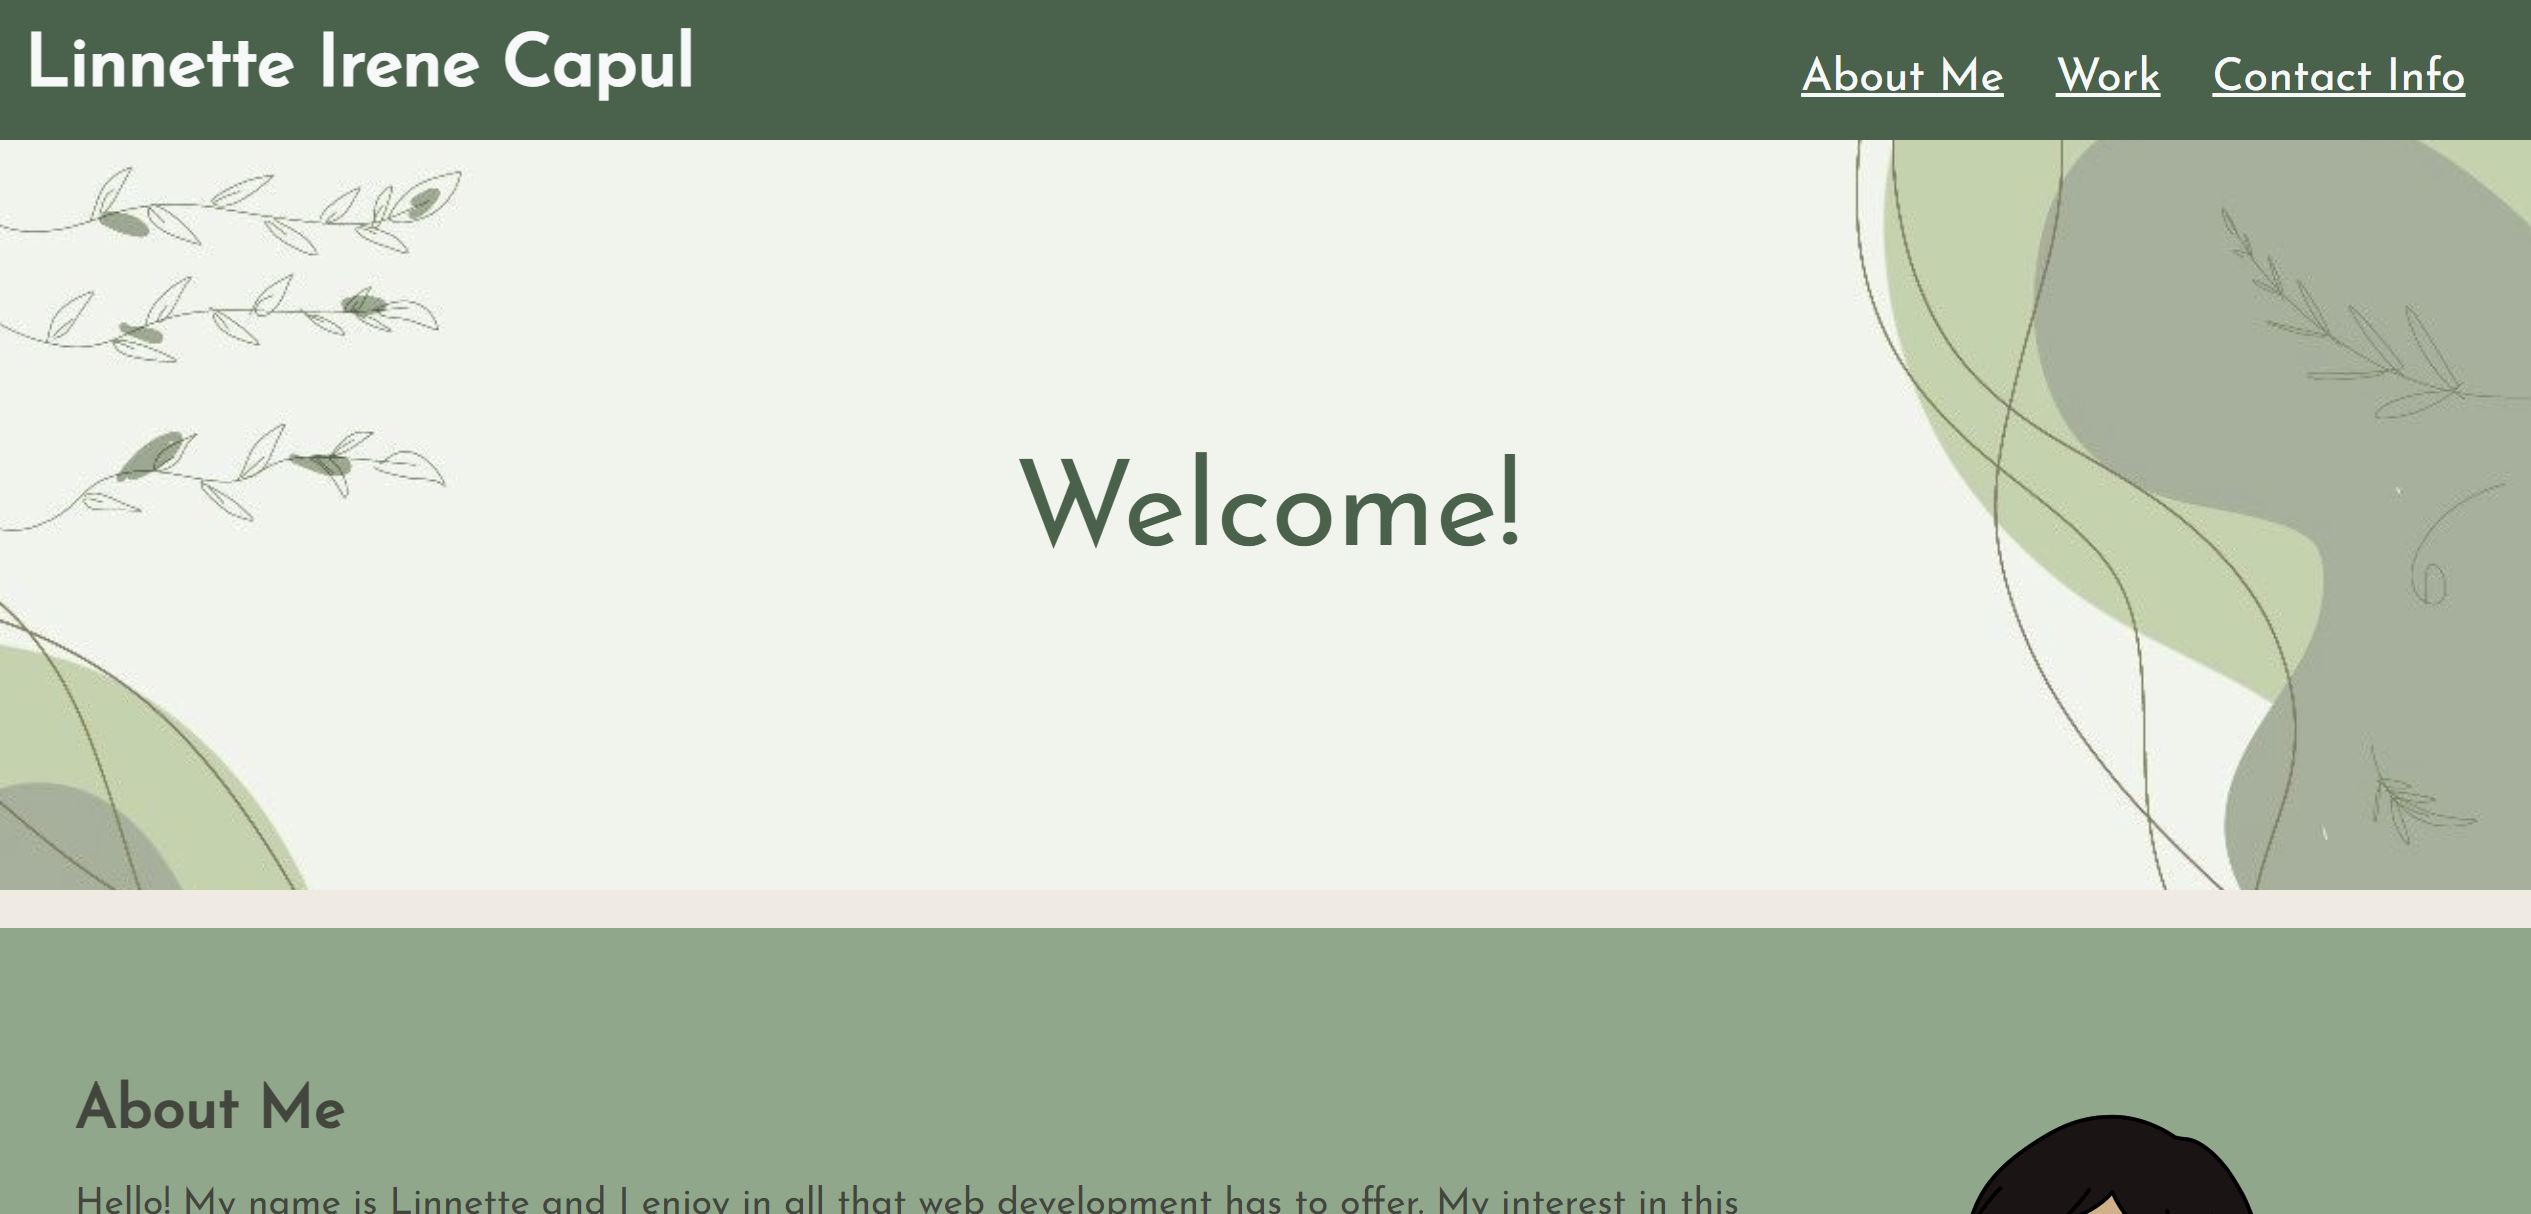 Linnette Irene Capul
About Me Work Contact Info
Welcome!
About Me
Hello! My name is Linnette and I enjoy in all that web development has to offer. My interest in this